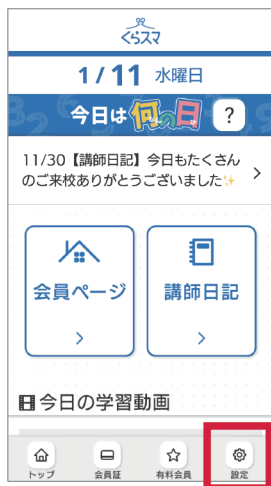 くらスマ
1/11 水曜日
今日は何の日 ?
11/30【講師日記】今日もたくさん
のご来校ありがとうございました✨
会員ページ
講師日記
今日の学習動画
トップ
会員証
有料会員
設定